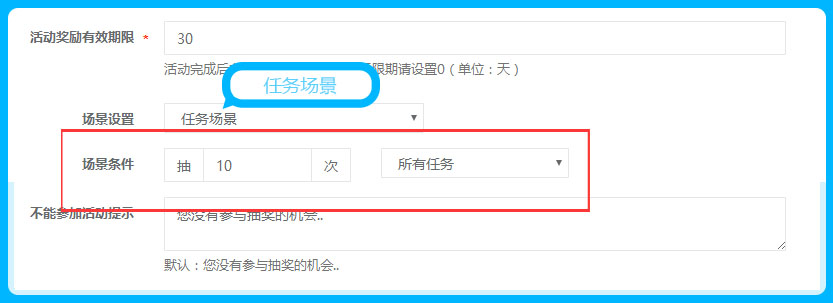 活动奖励有效期限 * 30
活动完成后 限期请设置0（单位：天）
任务场景
场景设置 任务场景
场景条件 抽 10 次 所有任务
不能参加活动提示 您没有参与抽奖的机会..
默认：您没有参与抽奖的机会..